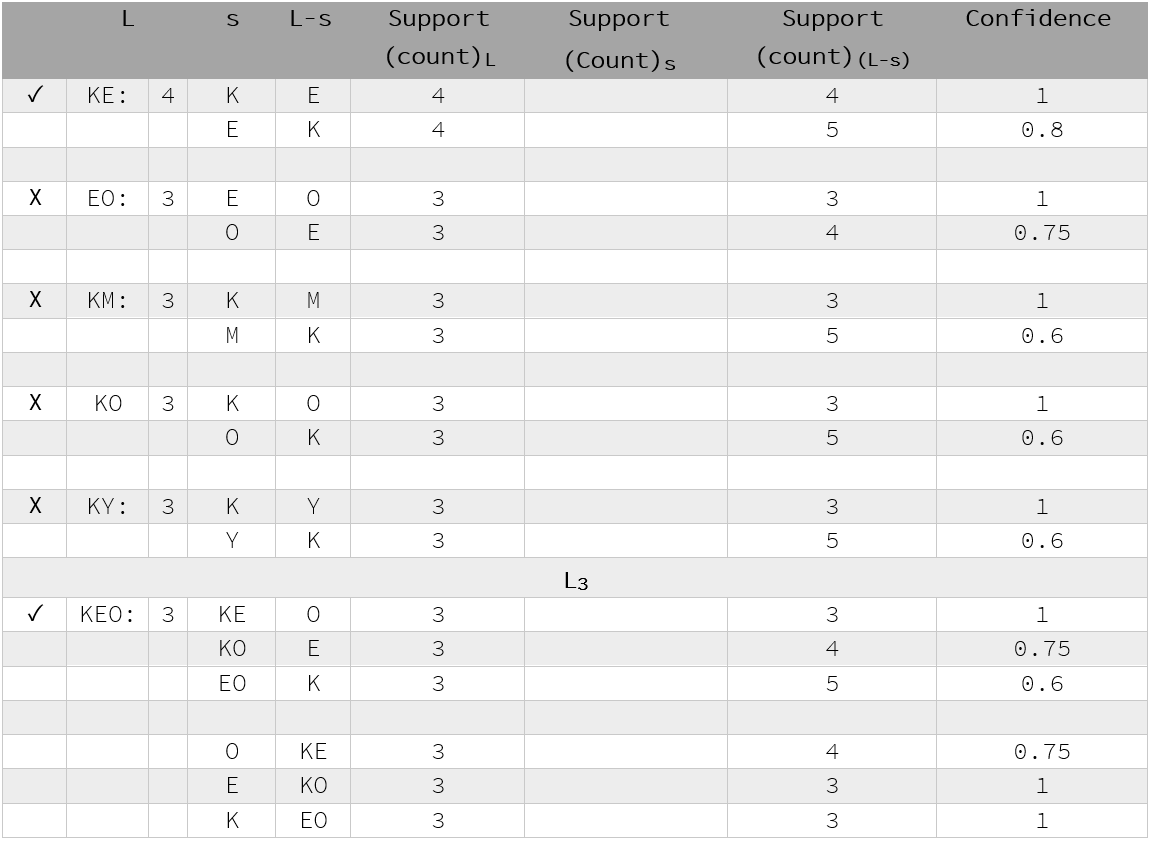 L s L-s Support (count)L Support (Count)s Support (count)(L-s) Confidence
✓ KE: 4 K E 4 4 1
E K 4 5 0.8
X EO: 3 E O 3 3 1
O E 3 4 0.75
X KM: 3 K M 3 3 1
M K 3 5 0.6
X KO 3 K O 3 3 1
O K 3 5 0.6
X KY: 3 K Y 3 3 1
Y K 3 5 0.6
L3
✓ KEO: 3 KE O 3 3 1
KO E 3 4 0.75
EO K 3 5 0.6
O KE 3 4 0.75
E KO 3 3 1
K EO 3 3 1